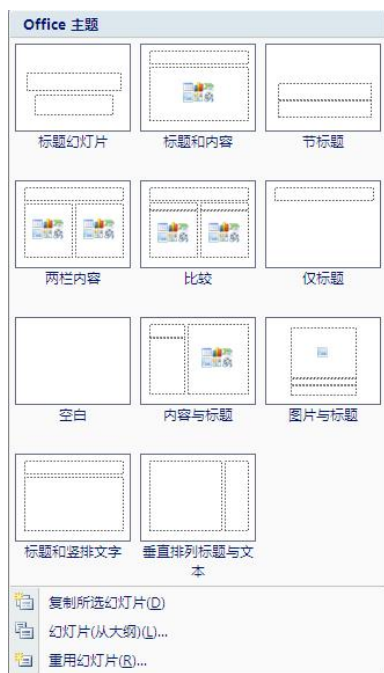 Office 主题
标题幻灯片 标题和内容 节标题
两栏内容 比较 仅标题
空白 内容与标题 图片与标题
标题和竖排文字 垂直排列标题与文
本
复制所选幻灯片(D)
幻灯片(从大纲)(L)...
重用幻灯片(R)...